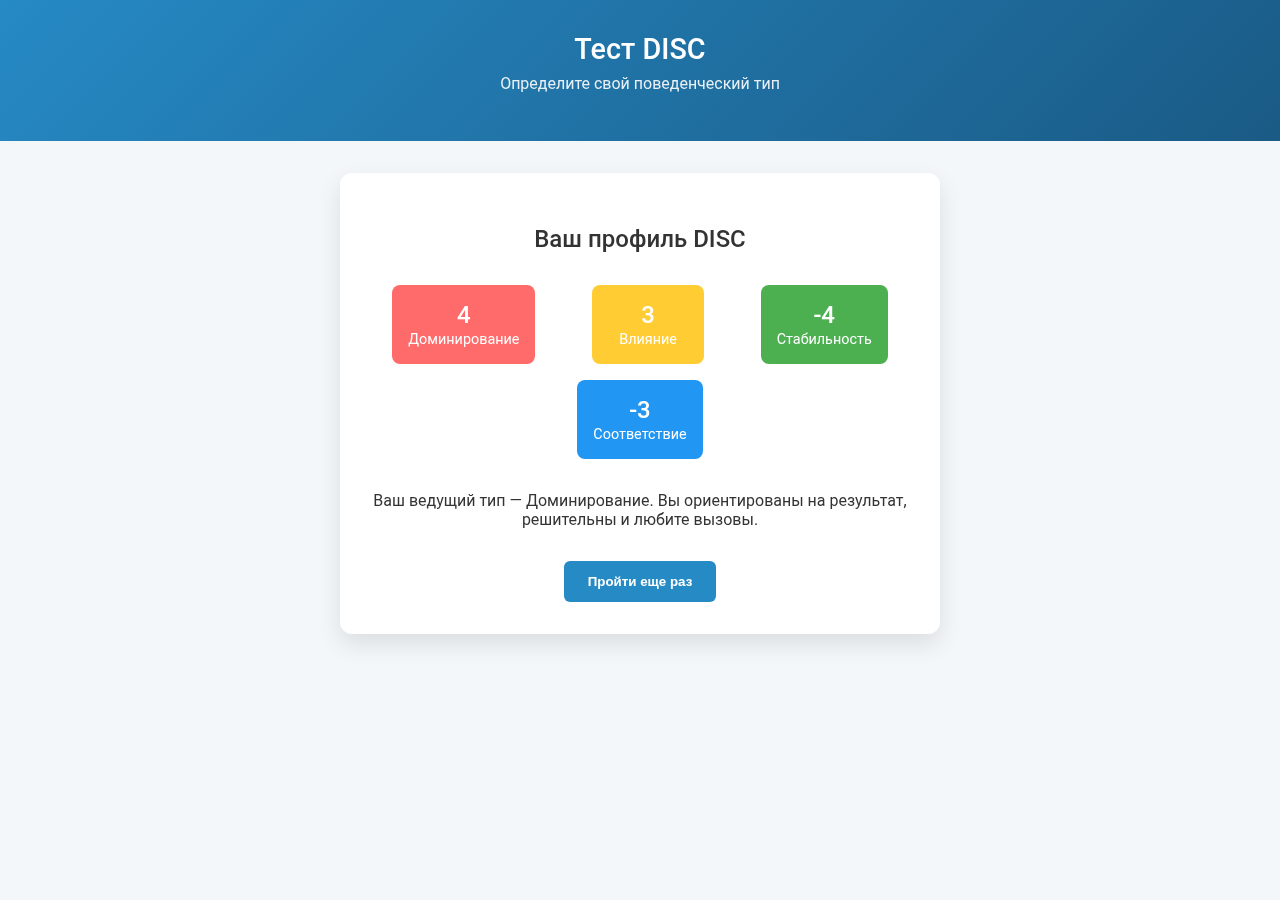 Тест DISC
Определите свой поведенческий тип
Ваш профиль DISC
4
Доминирование
3
Влияние
-4
Стабильность
-3
Соответствие
Ваш ведущий тип — Доминирование. Вы ориентированы на результат,
решительны и любите вызовы.
Пройти еще раз